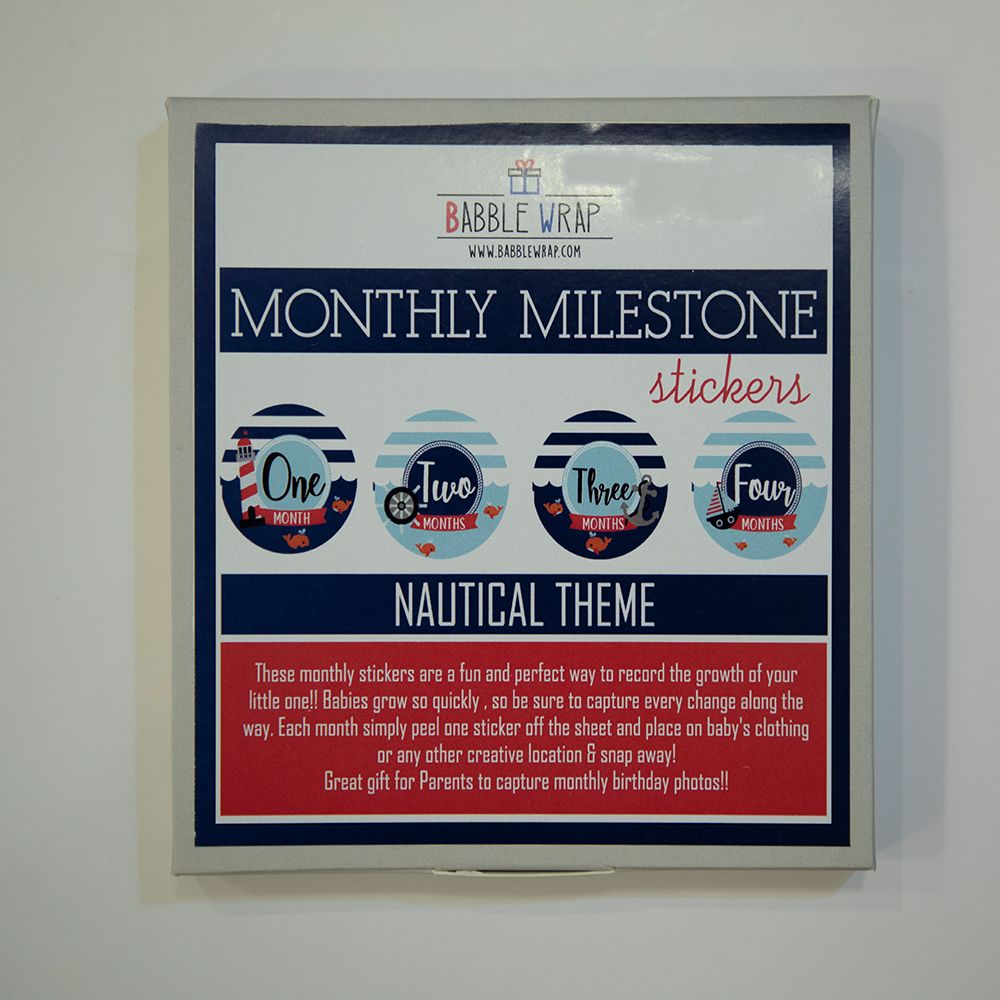 BABBLE WRAP
WWW.BABBLEWRAP.COM
MONTHLY MILESTONE
stickers
One
MONTH
Two
MONTHS
Three
MONTHS
Four
MONTHS
NAUTICAL THEME
These monthly stickers are a fun and perfect way to record the growth of your
little one!! Babies grow so quickly , so be sure to capture every change along the
way. Each month simply peel one sticker off the sheet and place on baby's clothing
or any other creative location & snap away!
Great gift for Parents to capture monthly birthday photos!!